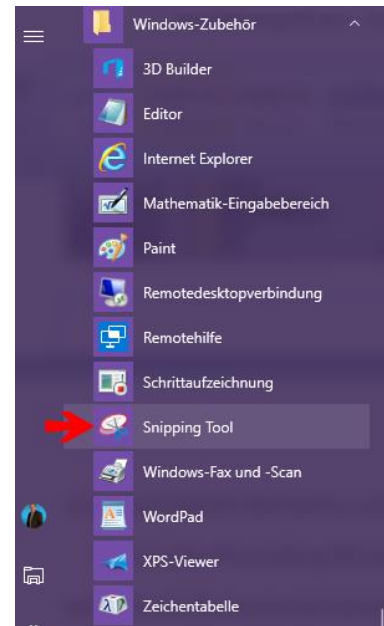 Windows-Zubehör
3D Builder
Editor
Internet Explorer
Mathematik-Eingabebereich
Paint
Remotedesktopverbindung
Remotehilfe
Schrittaufzeichnung
Snipping Tool
Windows-Fax und -Scan
WordPad
XPS-Viewer
Zeichentabelle